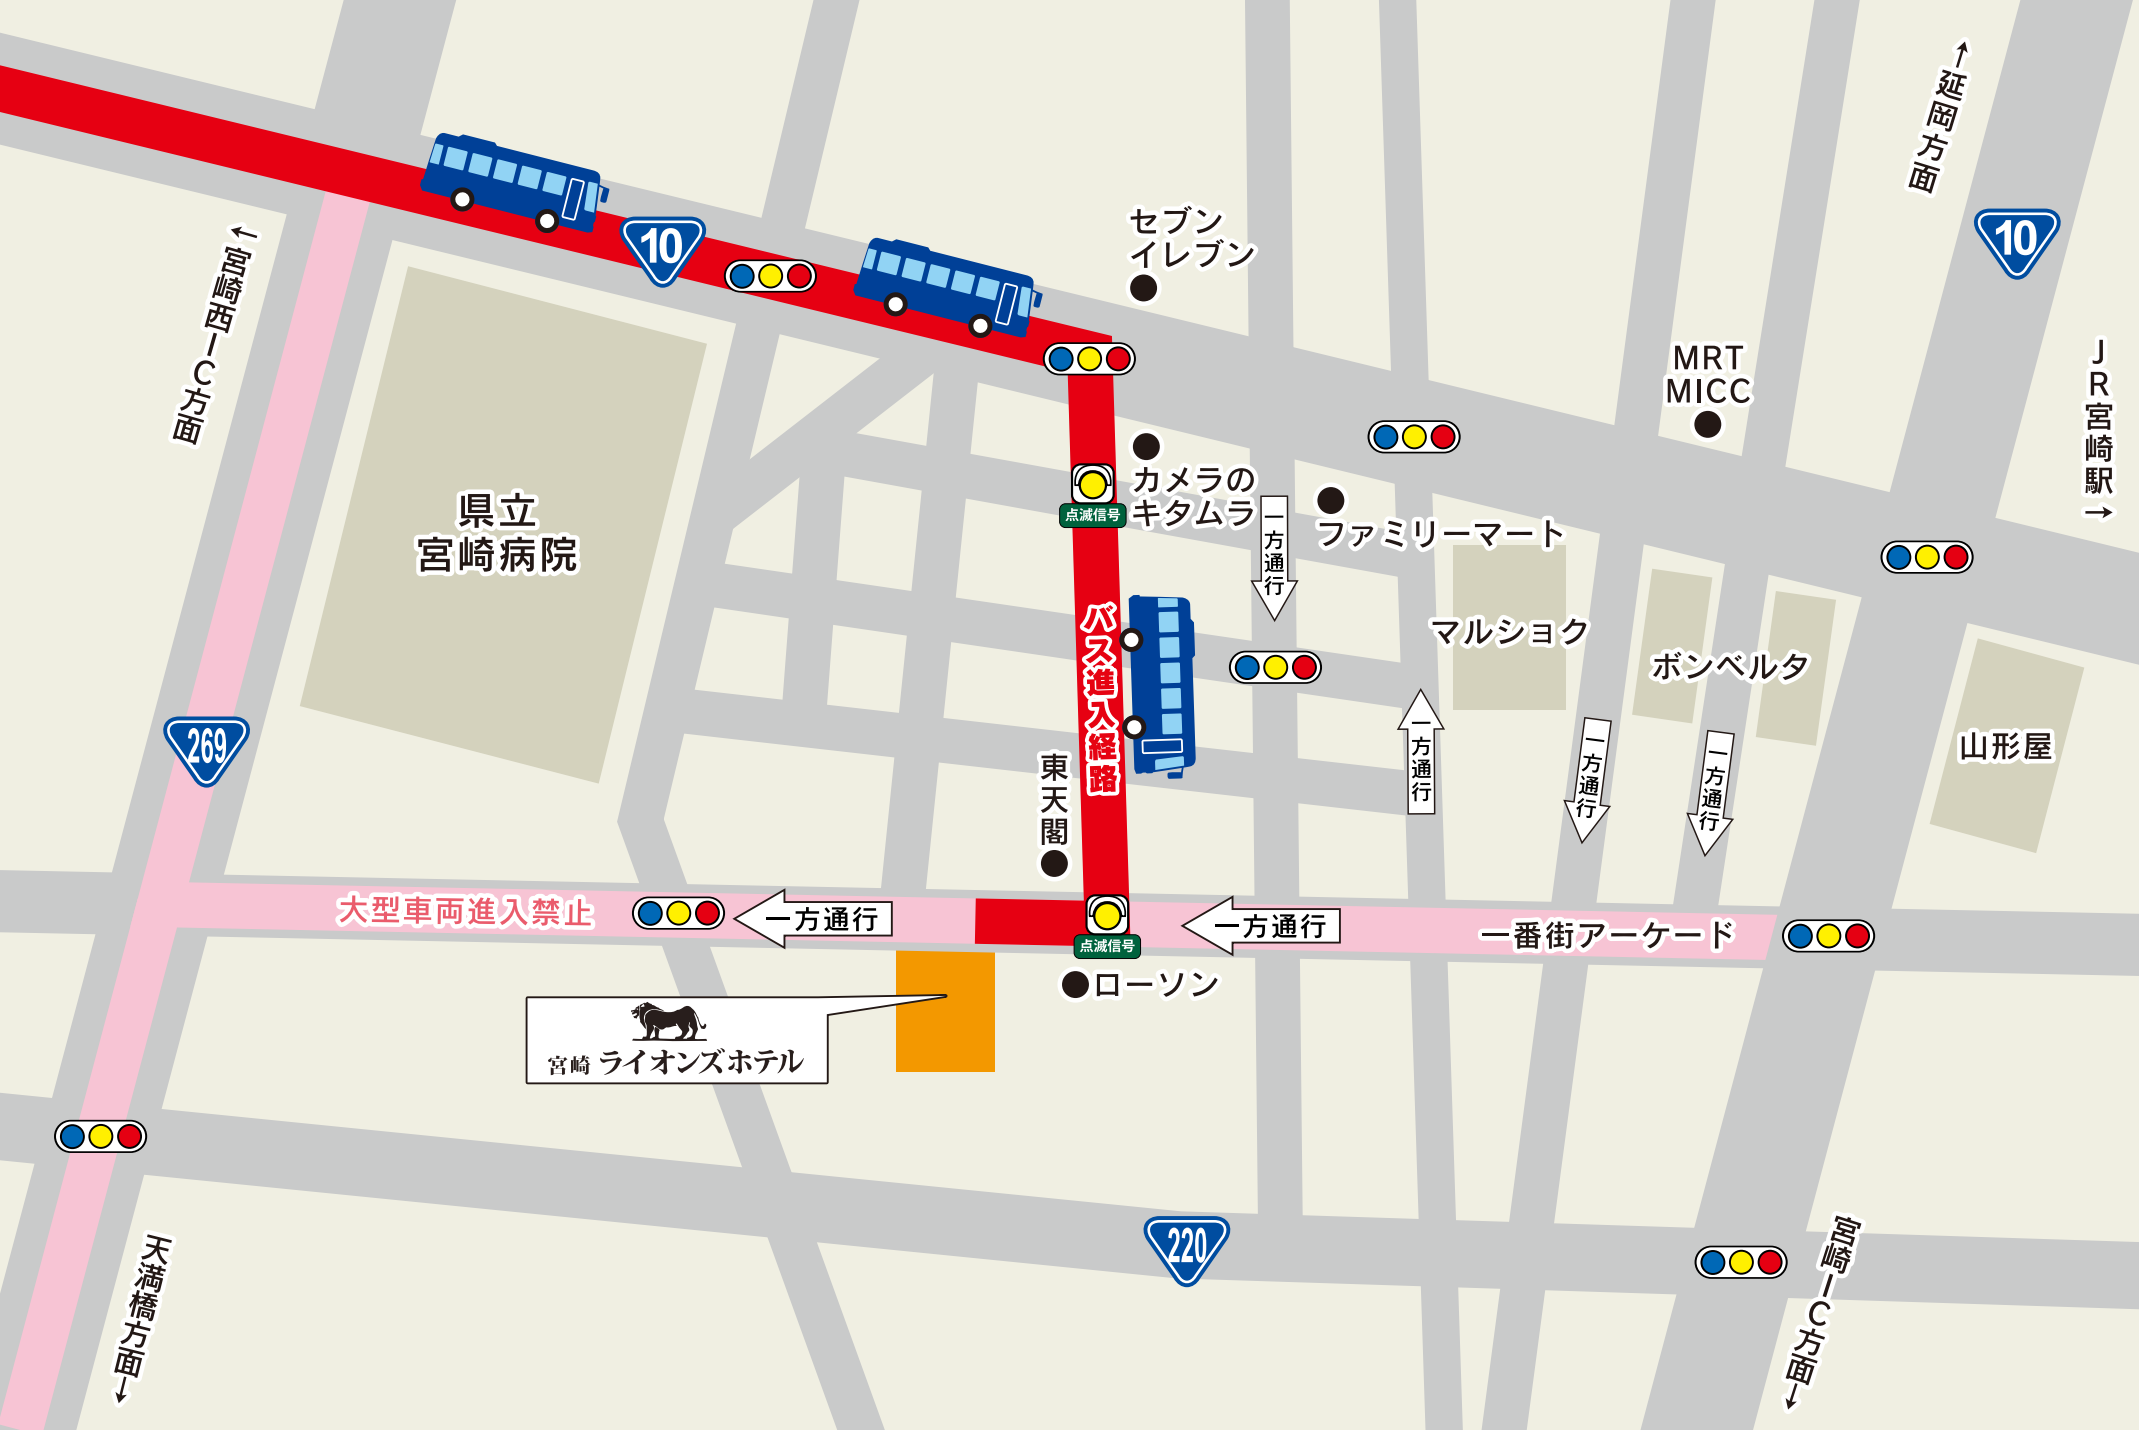 ↑延岡方面
10
10
セブン
イレブン
←宮崎西IC方面
MRT
MICC
JR宮崎駅→
カメラの
キタムラ
点滅信号
一方通行
ファミリーマート
県立
宮崎病院
バス進入経路
マルショク
ボンベルタ
269
一方通行
一方通行
一方通行
山形屋
東天閣
大型車両進入禁止
一方通行
一方通行
一番街アーケード
点滅信号
ローソン
宮崎 ライオンズホテル
220
天満橋方面→
宮崎IC方面→